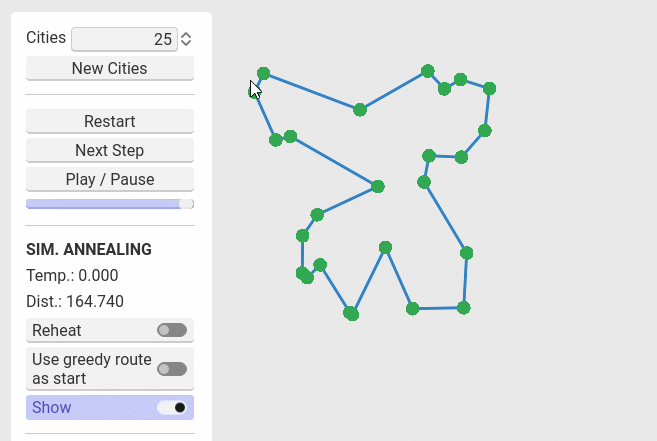 Cities 25
New Cities
Restart
Next Step
Play / Pause
SIM. ANNEALING
Temp.: 0.000
Dist.: 164.740
Reheat
Use greedy route
as start
Show